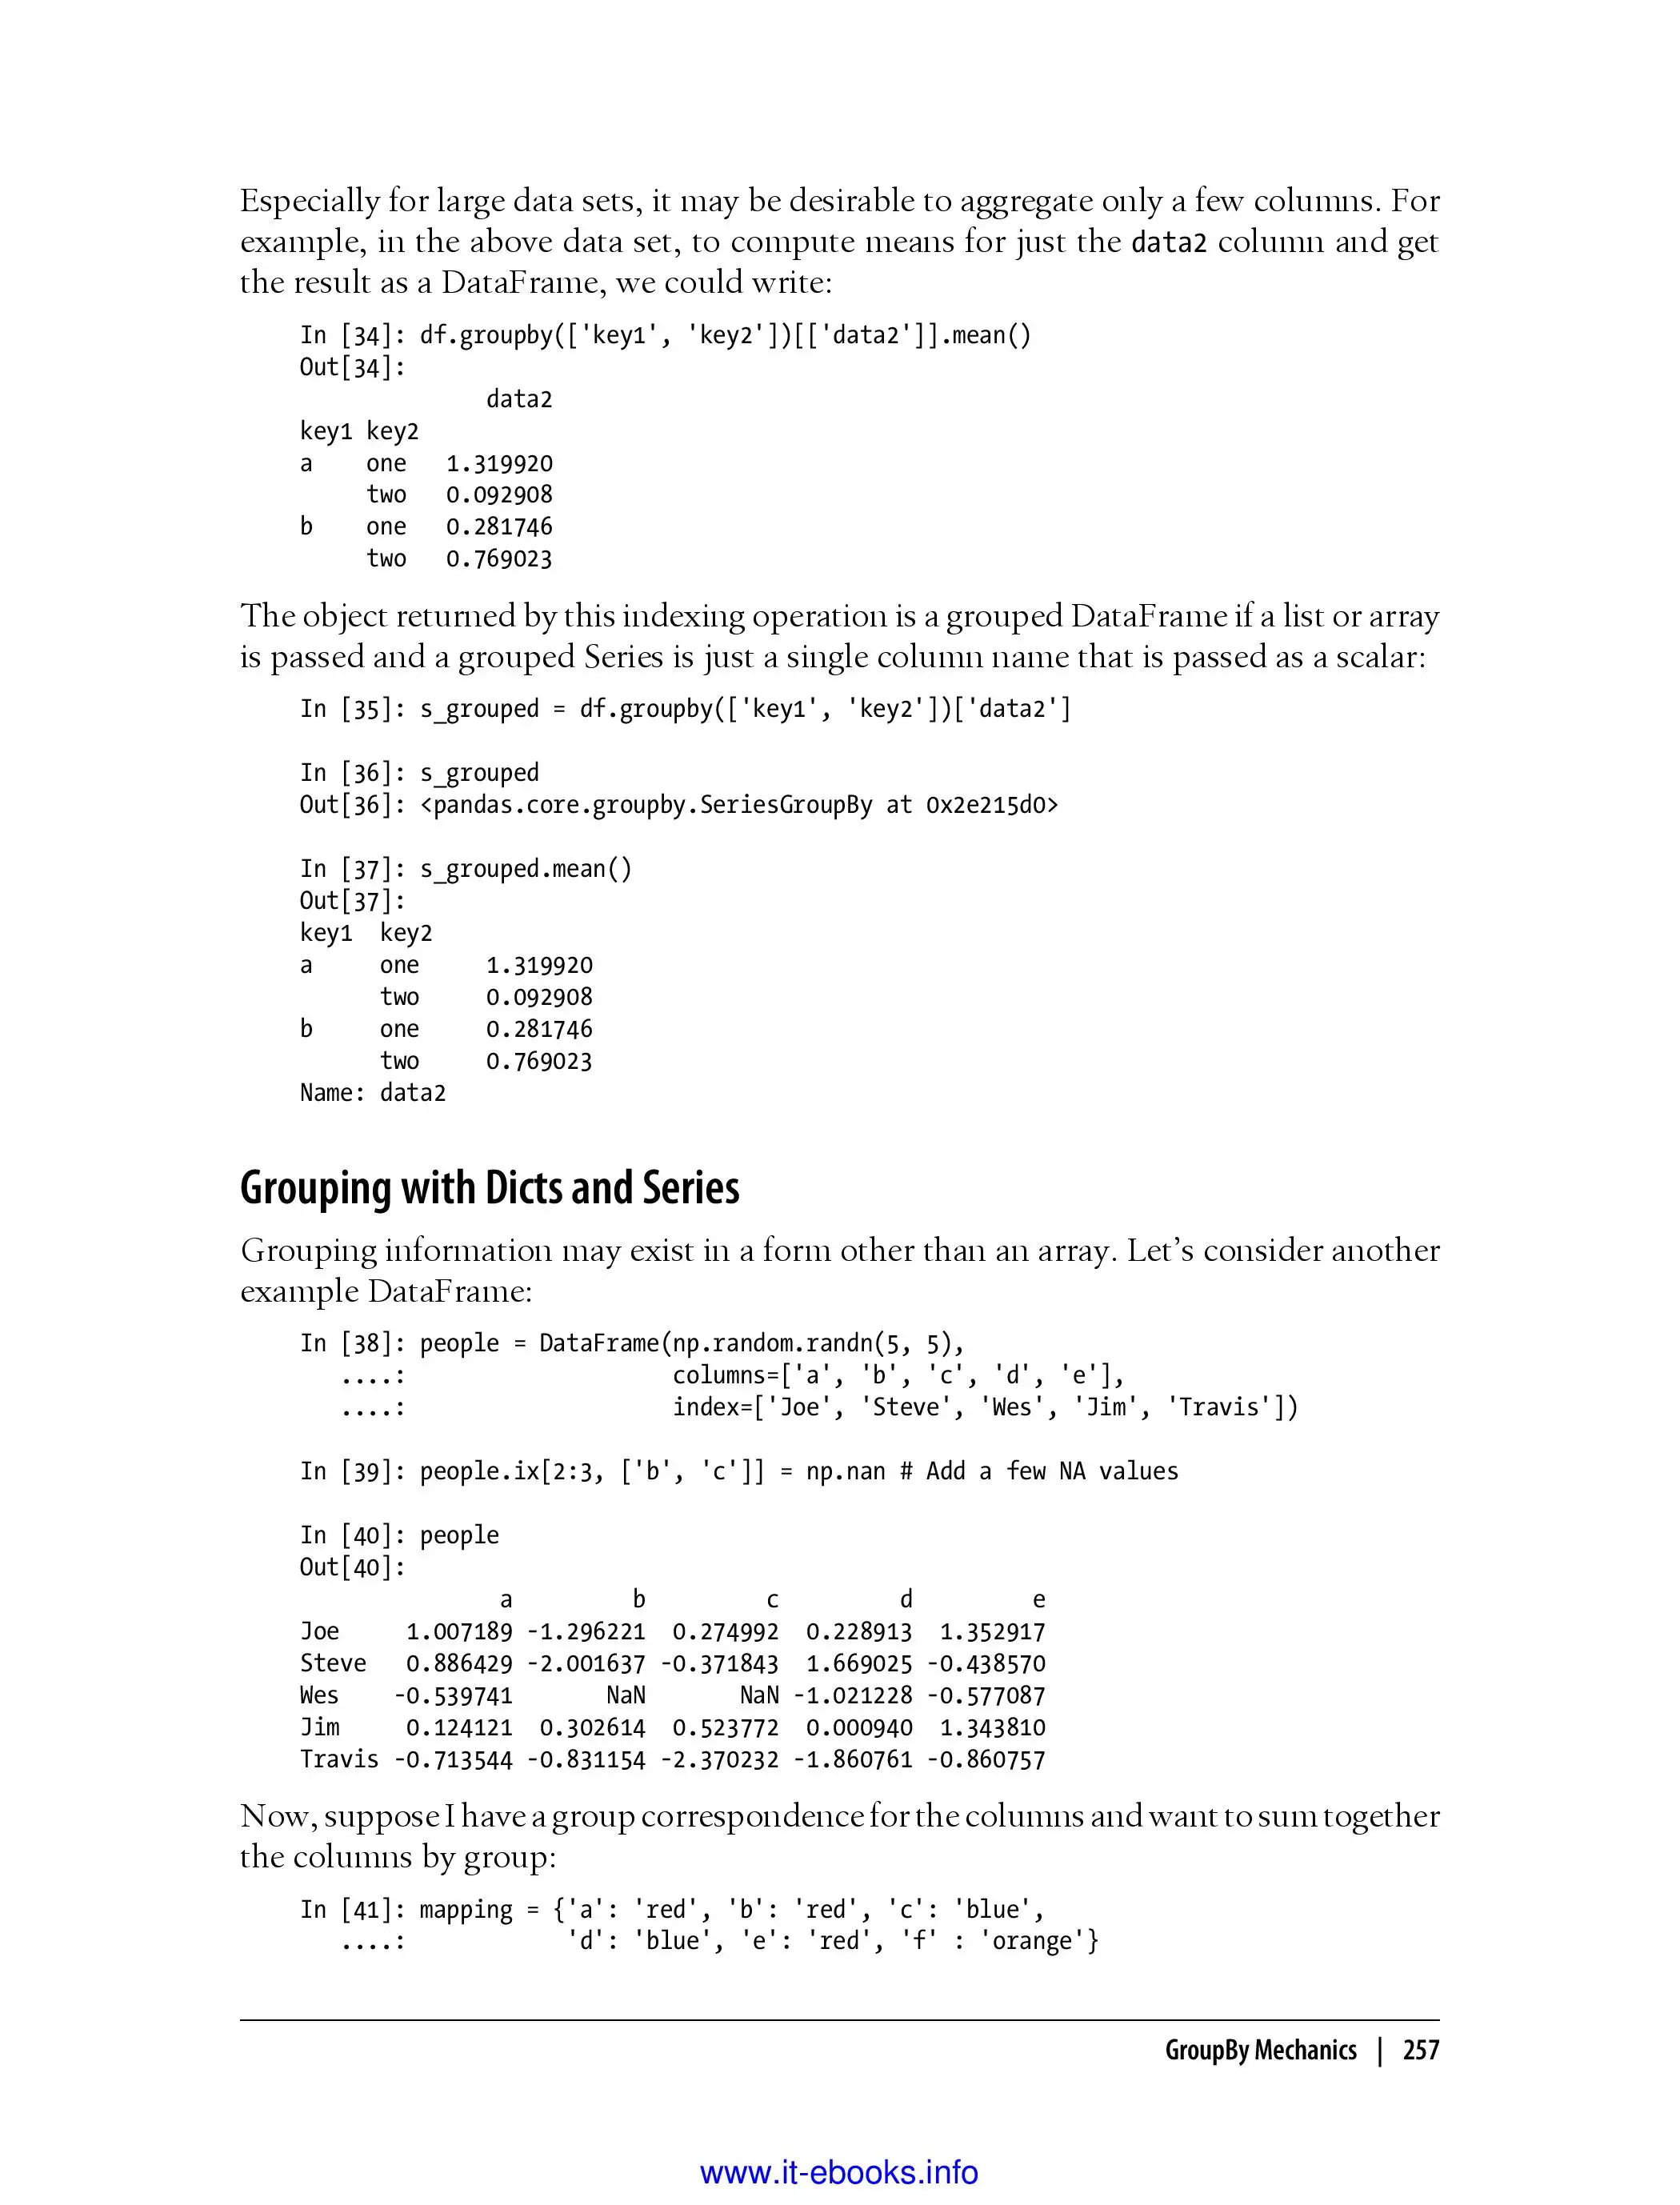 Especially for large data sets, it may be desirable to aggregate only a few columns. For
example, in the above data set, to compute means for just the data2 column and get
the result as a DataFrame, we could write:
In [34]: df.groupby(['key1', 'key2'])[['data2']].mean()
Out[34]:
              data2
key1 key2
a    one   1.319920
     two   0.092908
b    one   0.281746
     two   0.769023
The object returned by this indexing operation is a grouped DataFrame if a list or array
is passed and a grouped Series is just a single column name that is passed as a scalar:
In [35]: s_grouped = df.groupby(['key1', 'key2'])['data2']
In [36]: s_grouped
Out[36]: <pandas.core.groupby.SeriesGroupBy at 0x2e215d0>
In [37]: s_grouped.mean()
Out[37]:
key1  key2
a     one     1.319920
      two     0.092908
b     one     0.281746
      two     0.769023
Name: data2
Grouping with Dicts and Series
Grouping information may exist in a form other than an array. Let’s consider another
example DataFrame:
In [38]: people = DataFrame(np.random.randn(5, 5),
   ....:                    columns=['a', 'b', 'c', 'd', 'e'],
   ....:                    index=['Joe', 'Steve', 'Wes', 'Jim', 'Travis'])
In [39]: people.ix[2:3, ['b', 'c']] = np.nan # Add a few NA values
In [40]: people
Out[40]:
               a         b         c         d         e
Joe     1.007189 -1.296221  0.274992  0.228913  1.352917
Steve   0.886429 -2.001637 -0.371843  1.669025 -0.438570
Wes    -0.539741       NaN       NaN -1.021228 -0.577087
Jim     0.124121  0.302614  0.523772  0.000940  1.343810
Travis -0.713544 -0.831154 -2.370232 -1.860761 -0.860757
Now, suppose I have a group correspondence for the columns and want to sum together
the columns by group:
In [41]: mapping = {'a': 'red', 'b': 'red', 'c': 'blue',
   ....:            'd': 'blue', 'e': 'red', 'f' : 'orange'}
GroupBy Mechanics | 257
www.it-ebooks.info